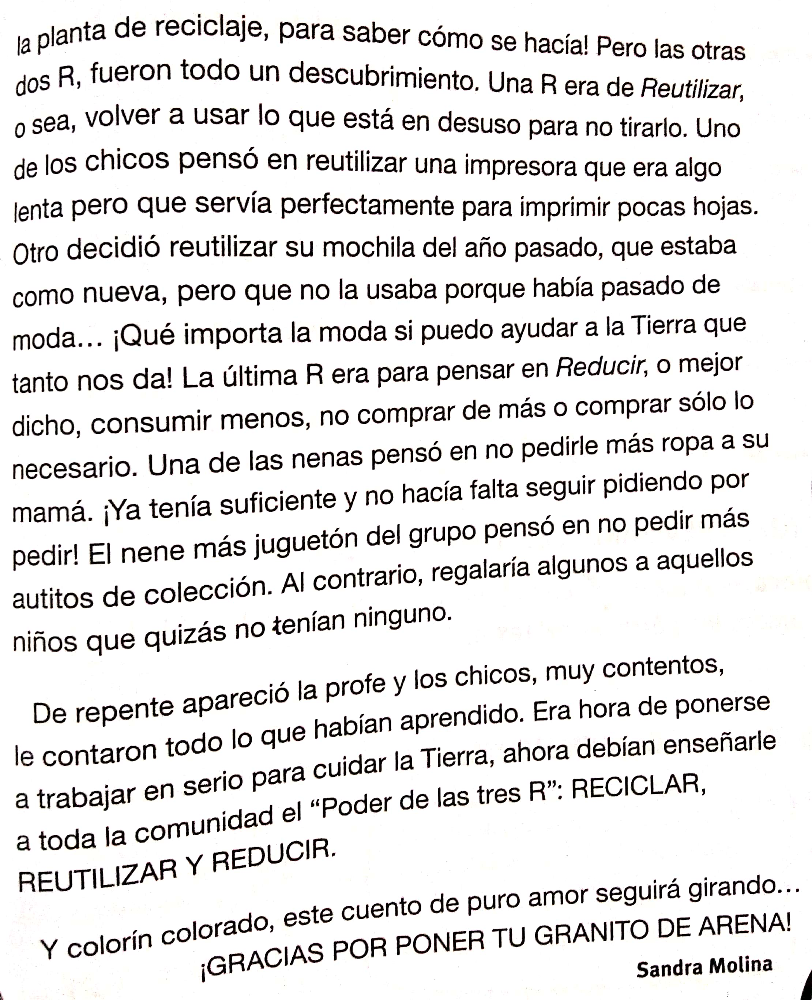 la planta de reciclaje, para saber cómo se hacía! Pero las otras
dos R, fueron todo un descubrimiento. Una R era de Reutilizar,
o sea, volver a usar lo que está en desuso para no tirarlo. Uno
de los chicos pensó en reutilizar una impresora que era algo
lenta pero que servía perfectamente para imprimir pocas hojas.
Otro decidió reutilizar su mochila del año pasado, que estaba
como nueva, pero que no la usaba porque había pasado de
moda... ¡Qué importa la moda si puedo ayudar a la Tierra que
tanto nos da! La última R era para pensar en Reducir, o mejor
dicho, consumir menos, no comprar de más o comprar sólo lo
necesario. Una de las nenas pensó en no pedirle más ropa a su
mamá. ¡Ya tenía suficiente y no hacía falta seguir pidiendo por
pedir! El nene más juguetón del grupo pensó en no pedir más
autitos de colección. Al contrario, regalaría algunos a aquellos
niños que quizás no tenían ninguno.
De repente apareció la profe y los chicos, muy contentos,
le contaron todo lo que habían aprendido. Era hora de ponerse
a trabajar en serio para cuidar la Tierra, ahora debían enseñarle
a toda la comunidad el “Poder de las tres R”: RECICLAR,
REUTILIZAR Y REDUCIR.
Y colorín colorado, este cuento de puro amor seguirá girando...
¡GRACIAS POR PONER TU GRANITO DE ARENA!
Sandra Molina